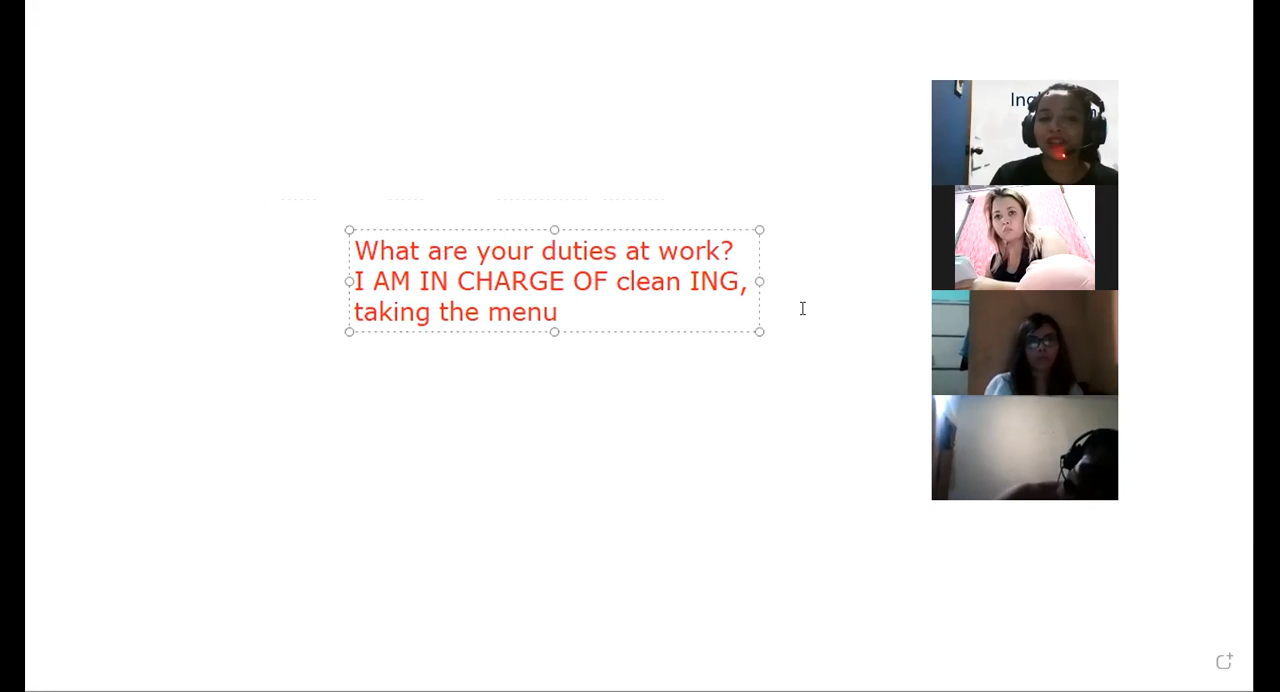 What are your duties at work?
I AM IN CHARGE OF clean ING,
taking the menu